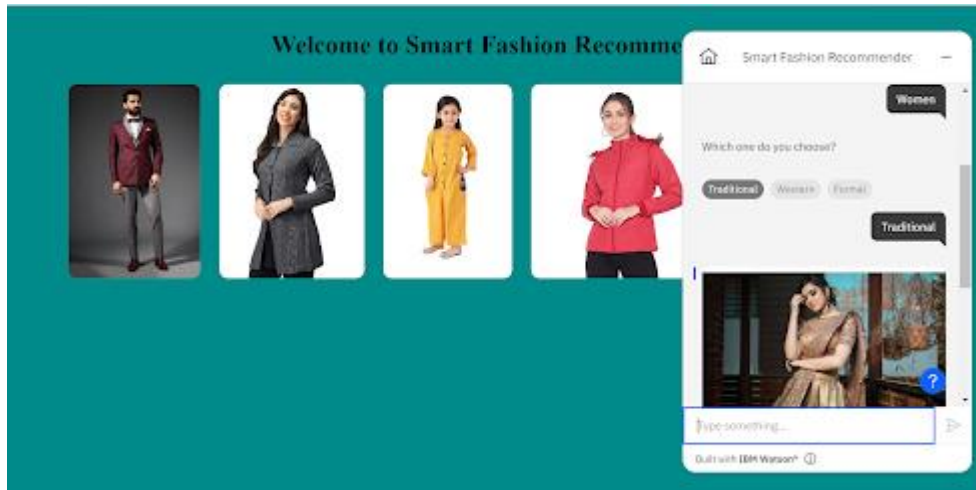 Welcome to Smart Fashion Recomme
Smart Fashion Recommender
Women
Which one do you choose?
Traditional Western Formal
Traditional
?
Type something...
Built with IBM Watson®